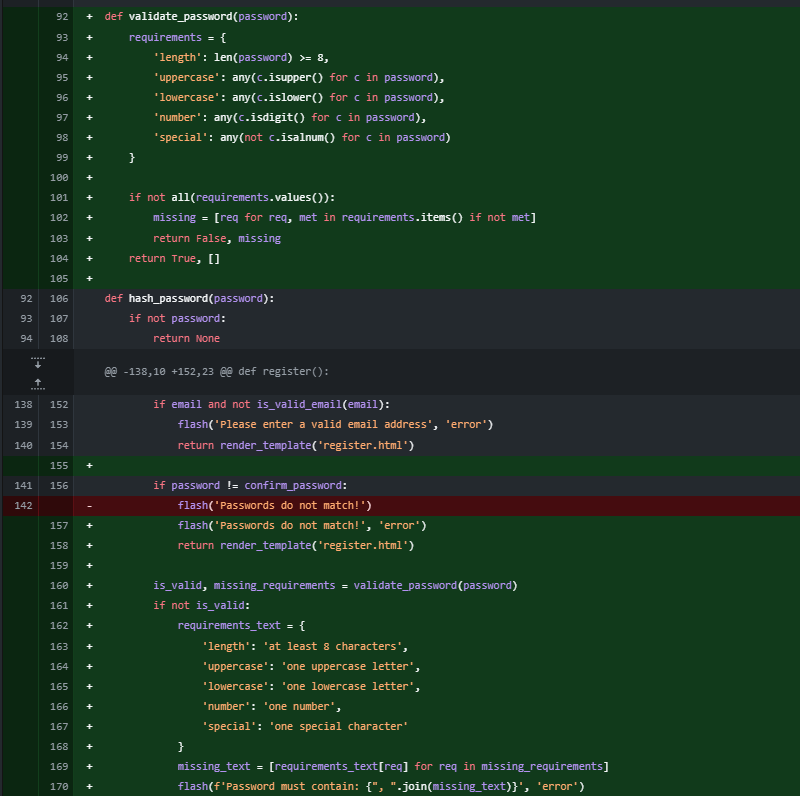 92 + def validate_password(password):
93 + requirements = {
94 + 'length': len(password) >= 8,
95 + 'uppercase': any(c.isupper() for c in password),
96 + 'lowercase': any(c.islower() for c in password),
97 + 'number': any(c.isdigit() for c in password),
98 + 'special': any(not c.isalnum() for c in password)
99 + }
100 +
101 + if not all(requirements.values()):
102 + missing = [req for req, met in requirements.items() if not met]
103 + return False, missing
104 + return True, []
105 +
92 106 def hash_password(password):
93 107 if not password:
94 108 return None
@@ -138,10 +152,23 @@ def register():
138 152 if email and not is_valid_email(email):
139 153 flash('Please enter a valid email address', 'error')
140 154 return render_template('register.html')
155 +
141 156 if password != confirm_password:
142 - flash('Passwords do not match!')
157 + flash('Passwords do not match!', 'error')
158 + return render_template('register.html')
159 +
160 + is_valid, missing_requirements = validate_password(password)
161 + if not is_valid:
162 + requirements_text = {
163 + 'length': 'at least 8 characters',
164 + 'uppercase': 'one uppercase letter',
165 + 'lowercase': 'one lowercase letter',
166 + 'number': 'one number',
167 + 'special': 'one special character'
168 + }
169 + missing_text = [requirements_text[req] for req in missing_requirements]
170 + flash(f'Password must contain: {", ".join(missing_text)}', 'error')